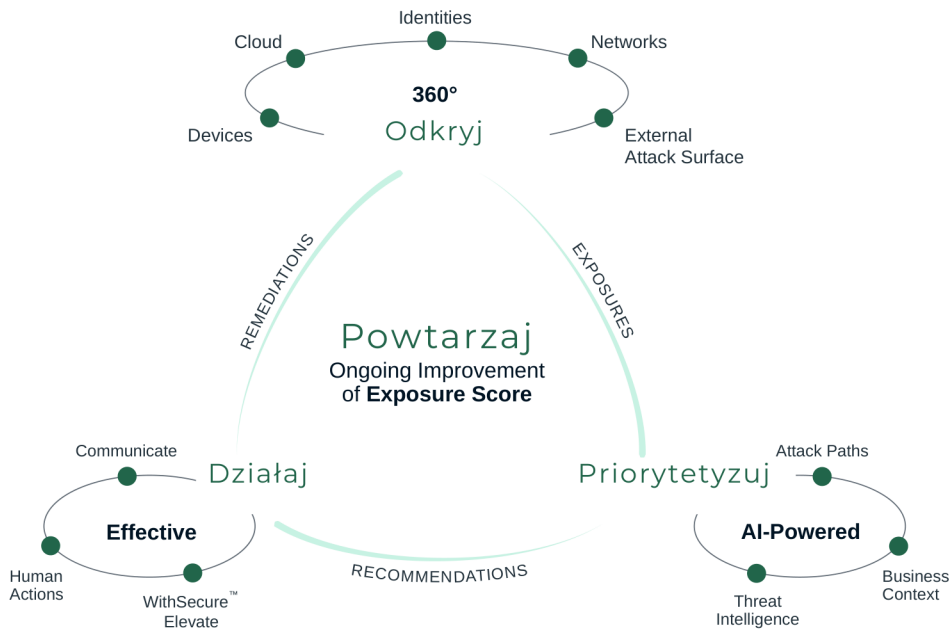 Identities
Cloud
Networks
360°
Odkryj
Devices
External
Attack Surface
REMEDIATIONS
EXPOSURES
Powtarzaj
Ongoing Improvement
of Exposure Score
Communicate
Działaj
Effective
Human
Actions
WithSecure™
Elevate
RECOMMENDATIONS
Priorytetyzuj
Attack Paths
AI-Powered
Business
Context
Threat
Intelligence